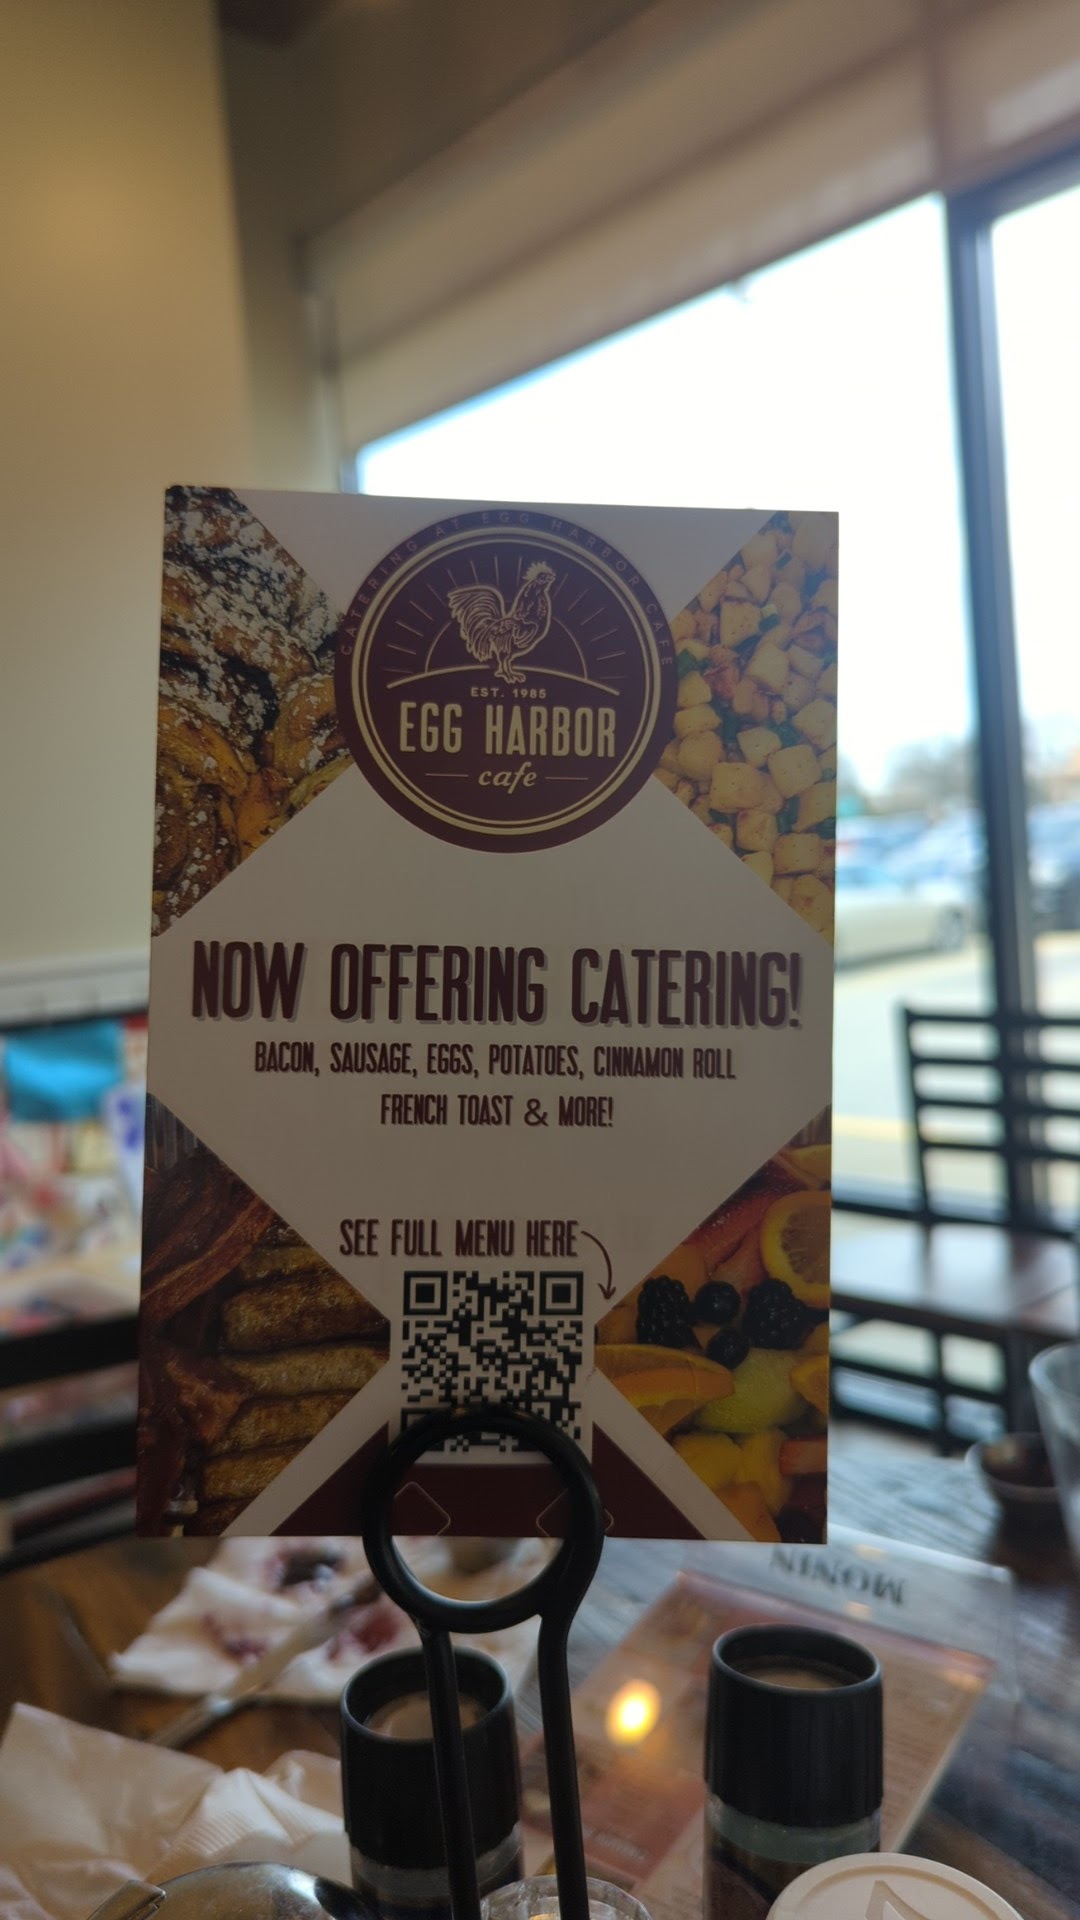 CATERING AT EGG HARBOR CAFE
EST. 1985
EGG HARBOR
cafe
NOW OFFERING CATERING!
BACON, SAUSAGE, EGGS, POTATOES, CINNAMON ROLL
FRENCH TOAST & MORE!
SEE FULL MENU HERE
MONIN